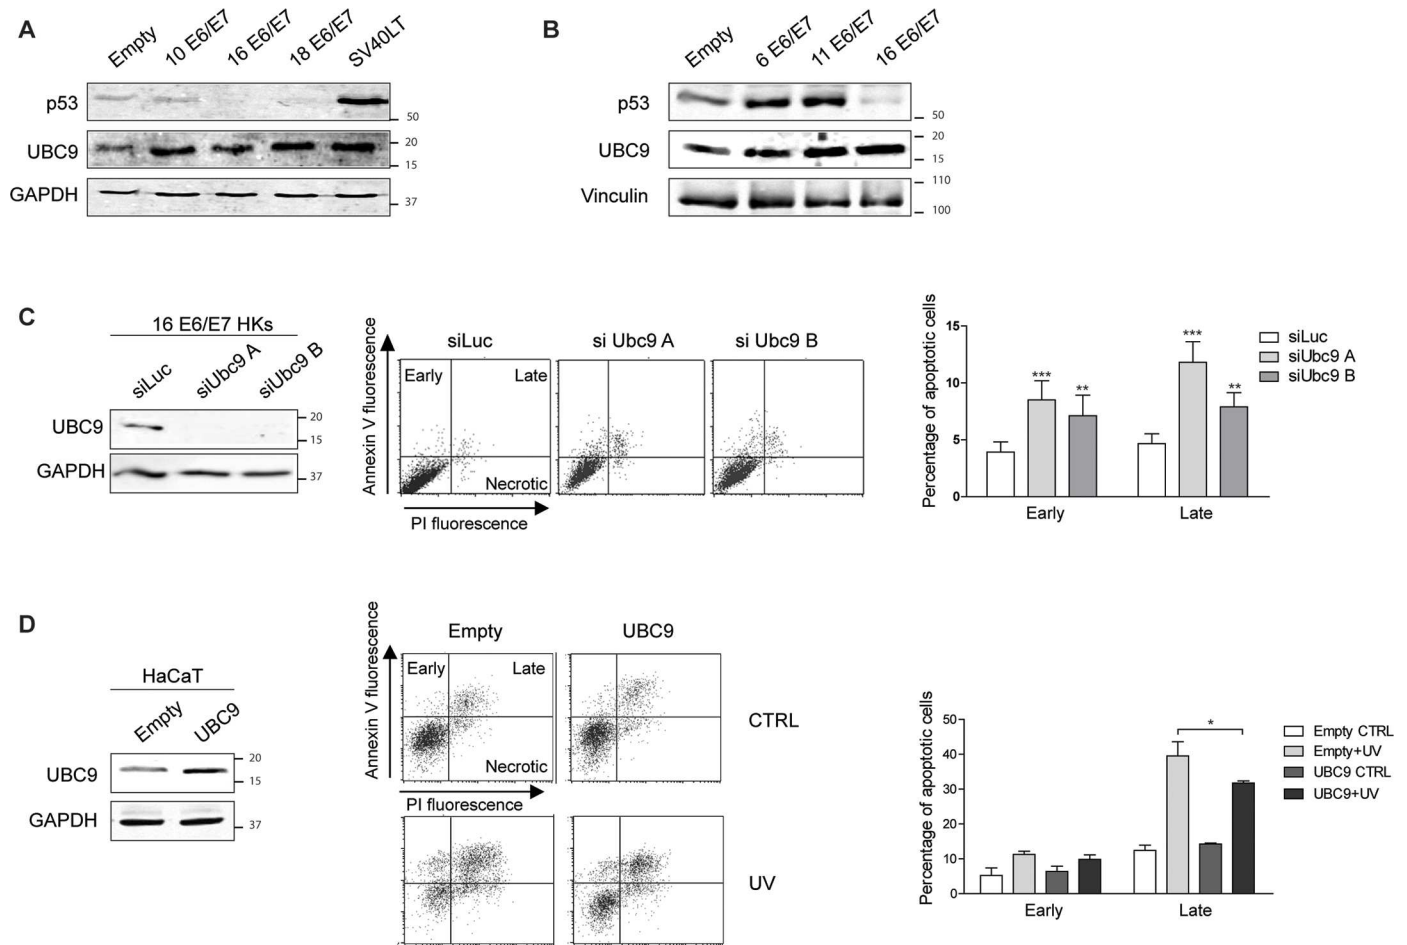 A
Empty
10 E6/E7
16 E6/E7
18 E6/E7
SV40LT
p53
50
UBC9
20
15
GAPDH
37
B
Empty
6 E6/E7
11 E6/E7
16 E6/E7
p53
50
UBC9
20
15
Vinculin
110
100
C
16 E6/E7 HKs
siLuc
siUbc9 A
siUbc9 B
UBC9
20
15
GAPDH
37
Annexin V fluorescence
siLuc
si Ubc9 A
si Ubc9 B
Early
Late
Necrotic
PI fluorescence
Percentage of apoptotic cells
15
10
5
0
***
**
***
**
Early
Late
siLuc
siUbc9 A
siUbc9 B
D
HaCaT
Empty
UBC9
UBC9
20
15
GAPDH
37
Annexin V fluorescence
Empty
UBC9
Early
Late
Necrotic
CTRL
PI fluorescence
UV
Percentage of apoptotic cells
50
40
30
20
10
0
*
Early
Late
Empty CTRL
Empty+UV
UBC9 CTRL
UBC9+UV